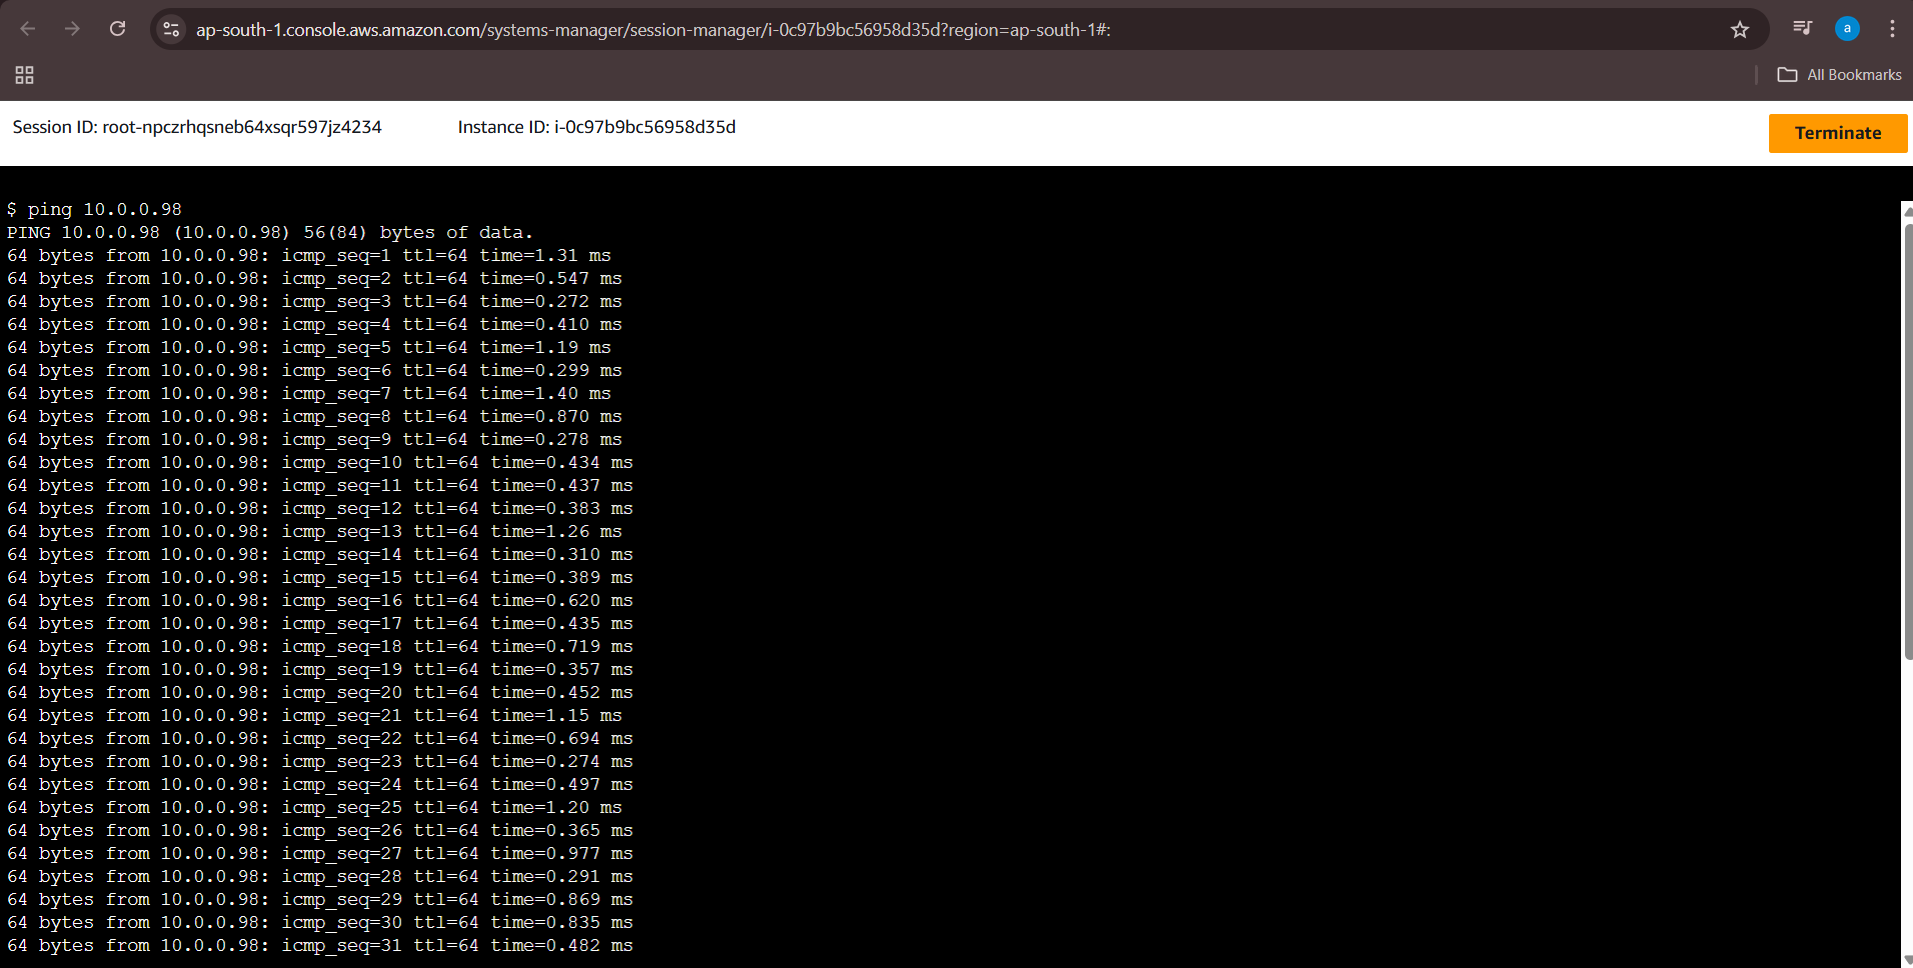 ap-south-1.console.aws.amazon.com/systems-manager/session-manager/i-0c97b9bc56958d35d?region=ap-south-1#:
a
All Bookmarks
Session ID: root-npczrhqsneb64xsqr597jz4234 Instance ID: i-0c97b9bc56958d35d
Terminate
$ ping 10.0.0.98
PING 10.0.0.98 (10.0.0.98) 56(84) bytes of data.
64 bytes from 10.0.0.98: icmp_seq=1 ttl=64 time=1.31 ms
64 bytes from 10.0.0.98: icmp_seq=2 ttl=64 time=0.547 ms
64 bytes from 10.0.0.98: icmp_seq=3 ttl=64 time=0.272 ms
64 bytes from 10.0.0.98: icmp_seq=4 ttl=64 time=0.410 ms
64 bytes from 10.0.0.98: icmp_seq=5 ttl=64 time=1.19 ms
64 bytes from 10.0.0.98: icmp_seq=6 ttl=64 time=0.299 ms
64 bytes from 10.0.0.98: icmp_seq=7 ttl=64 time=1.40 ms
64 bytes from 10.0.0.98: icmp_seq=8 ttl=64 time=0.870 ms
64 bytes from 10.0.0.98: icmp_seq=9 ttl=64 time=0.278 ms
64 bytes from 10.0.0.98: icmp_seq=10 ttl=64 time=0.434 ms
64 bytes from 10.0.0.98: icmp_seq=11 ttl=64 time=0.437 ms
64 bytes from 10.0.0.98: icmp_seq=12 ttl=64 time=0.383 ms
64 bytes from 10.0.0.98: icmp_seq=13 ttl=64 time=1.26 ms
64 bytes from 10.0.0.98: icmp_seq=14 ttl=64 time=0.310 ms
64 bytes from 10.0.0.98: icmp_seq=15 ttl=64 time=0.389 ms
64 bytes from 10.0.0.98: icmp_seq=16 ttl=64 time=0.620 ms
64 bytes from 10.0.0.98: icmp_seq=17 ttl=64 time=0.435 ms
64 bytes from 10.0.0.98: icmp_seq=18 ttl=64 time=0.719 ms
64 bytes from 10.0.0.98: icmp_seq=19 ttl=64 time=0.357 ms
64 bytes from 10.0.0.98: icmp_seq=20 ttl=64 time=0.452 ms
64 bytes from 10.0.0.98: icmp_seq=21 ttl=64 time=1.15 ms
64 bytes from 10.0.0.98: icmp_seq=22 ttl=64 time=0.694 ms
64 bytes from 10.0.0.98: icmp_seq=23 ttl=64 time=0.274 ms
64 bytes from 10.0.0.98: icmp_seq=24 ttl=64 time=0.497 ms
64 bytes from 10.0.0.98: icmp_seq=25 ttl=64 time=1.20 ms
64 bytes from 10.0.0.98: icmp_seq=26 ttl=64 time=0.365 ms
64 bytes from 10.0.0.98: icmp_seq=27 ttl=64 time=0.977 ms
64 bytes from 10.0.0.98: icmp_seq=28 ttl=64 time=0.291 ms
64 bytes from 10.0.0.98: icmp_seq=29 ttl=64 time=0.869 ms
64 bytes from 10.0.0.98: icmp_seq=30 ttl=64 time=0.835 ms
64 bytes from 10.0.0.98: icmp_seq=31 ttl=64 time=0.482 ms